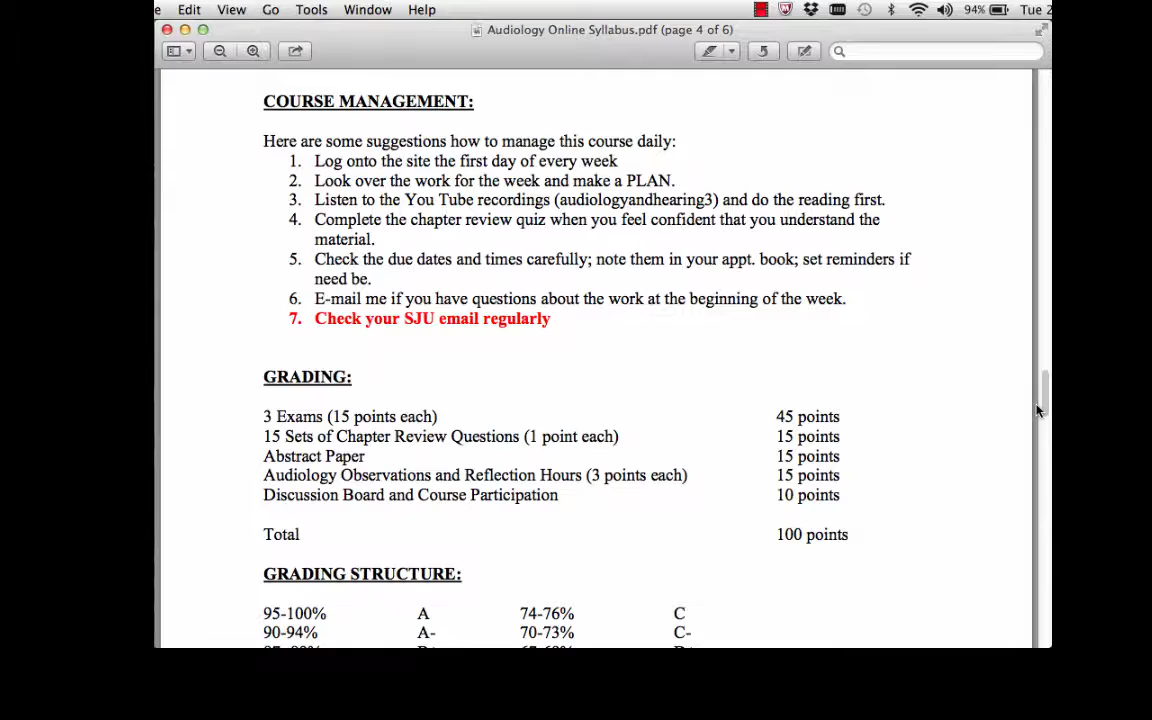 e Edit View Go Tools Window Help 94% Tue 2
Audiology Online Syllabus.pdf (page 4 of 6)
COURSE MANAGEMENT:
Here are some suggestions how to manage this course daily:
1. Log onto the site the first day of every week
2. Look over the work for the week and make a PLAN.
3. Listen to the You Tube recordings (audiologyandhearing3) and do the reading first.
4. Complete the chapter review quiz when you feel confident that you understand the
material.
5. Check the due dates and times carefully; note them in your appt. book; set reminders if
need be.
6. E-mail me if you have questions about the work at the beginning of the week.
7. Check your SJU email regularly
GRADING:
3 Exams (15 points each) 45 points
15 Sets of Chapter Review Questions (1 point each) 15 points
Abstract Paper 15 points
Audiology Observations and Reflection Hours (3 points each) 15 points
Discussion Board and Course Participation 10 points
Total 100 points
GRADING STRUCTURE:
95-100% A 74-76% C
90-94% A- 70-73% C-